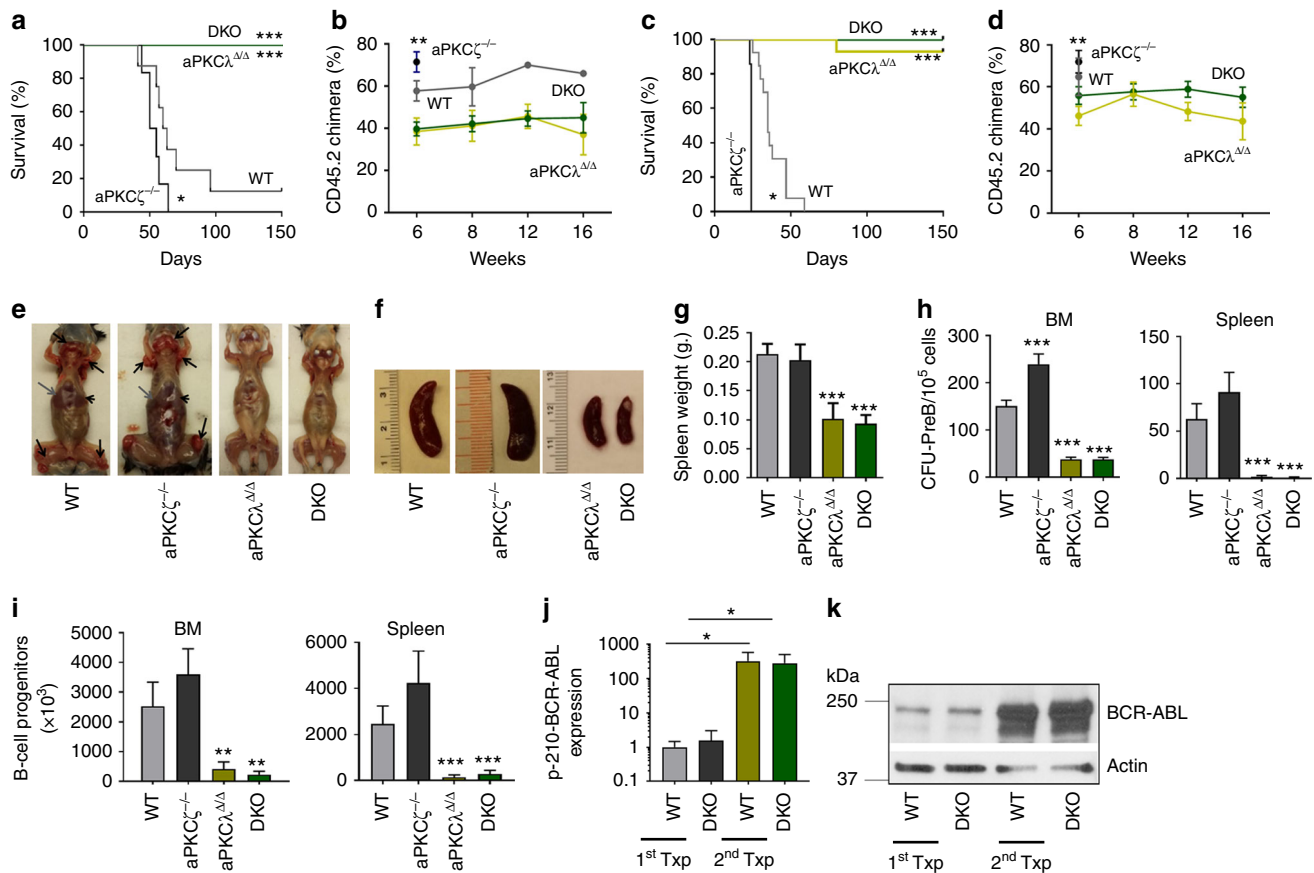 a
Survival (%)
100
80
60
40
20
0
0
50
100
150
Days
DKO ***
aPKCλΔ/Δ ***
aPKCζ−/−
*
WT
b
CD45.2 chimera (%)
80
60
40
20
0
6
8
12
16
Weeks
**
aPKCζ−/−
WT
DKO
aPKCλΔ/Δ
c
Survival (%)
100
80
60
40
20
0
0
50
100
150
Days
DKO ***
aPKCλΔ/Δ ***
aPKCζ−/−
*
WT
d
CD45.2 chimera (%)
80
60
40
20
0
6
8
12
16
Weeks
**
aPKCζ−/−
WT
DKO
aPKCλΔ/Δ
e
WT
aPKCζ−/−
aPKCλΔ/Δ
DKO
f
3
2
1
13
12
11
WT
aPKCζ−/−
aPKCλΔ/Δ
DKO
g
Spleen weight (g.)
0.25
0.20
0.15
0.10
0.05
0.00
***
***
WT
aPKCζ−/−
aPKCλΔ/Δ
DKO
h
BM
CFU-PreB/10⁵ cells
300
150
0
***
***
***
WT
aPKCζ−/−
aPKCλΔ/Δ
DKO
Spleen
150
100
50
0
***
***
WT
aPKCζ−/−
aPKCλΔ/Δ
DKO
i
BM
B-cell progenitors
(×10³)
5000
4000
3000
2000
1000
0
**
**
WT
aPKCζ−/−
aPKCλΔ/Δ
DKO
Spleen
6000
4000
2000
0
***
***
WT
aPKCζ−/−
aPKCλΔ/Δ
DKO
j
p-210-BCR-ABL
expression
1000
100
10
1
0.1
*
*
WT
DKO
WT
DKO
1st Txp
2nd Txp
k
kDa
250
37
BCR-ABL
Actin
WT
DKO
WT
DKO
1st Txp
2nd Txp